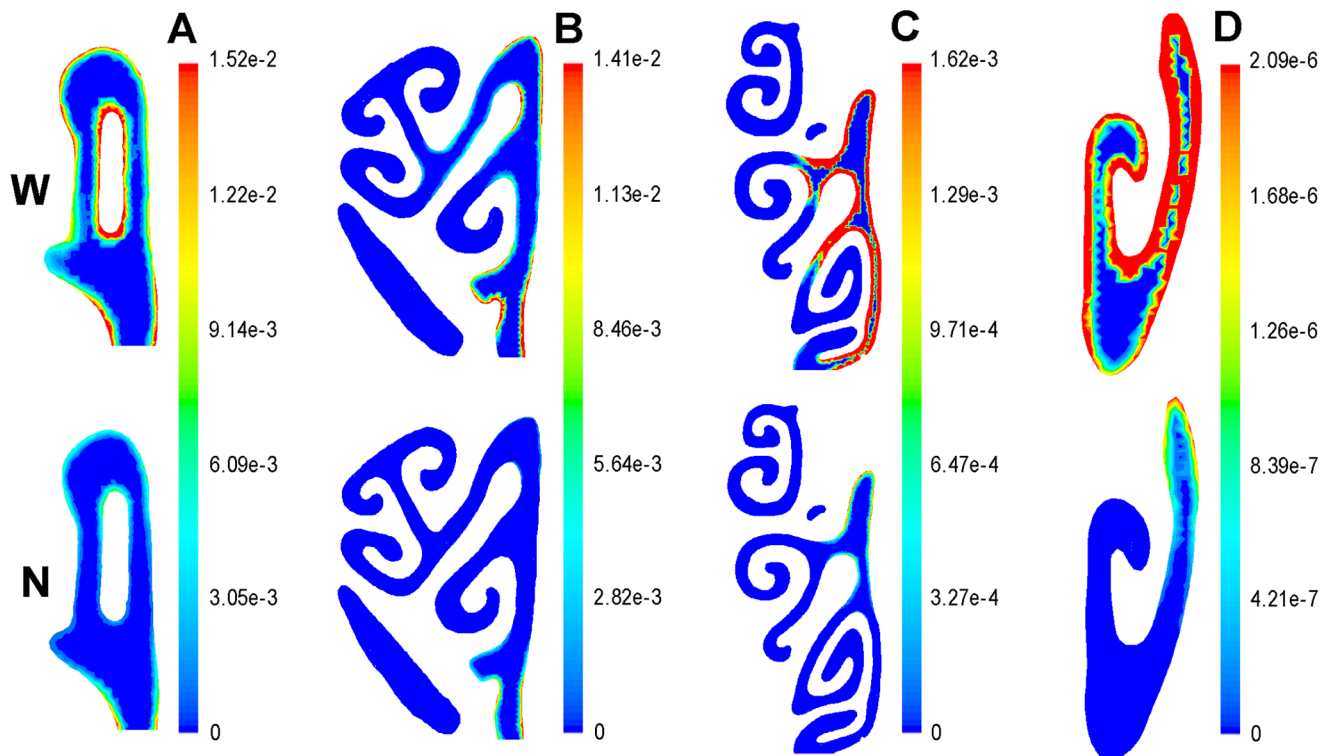 A
1.52e-2
1.22e-2
9.14e-3
6.09e-3
3.05e-3
0
B
1.41e-2
1.13e-2
8.46e-3
5.64e-3
2.82e-3
0
C
1.62e-3
1.29e-3
9.71e-4
6.47e-4
3.27e-4
0
D
2.09e-6
1.68e-6
1.26e-6
8.39e-7
4.21e-7
0
W
N